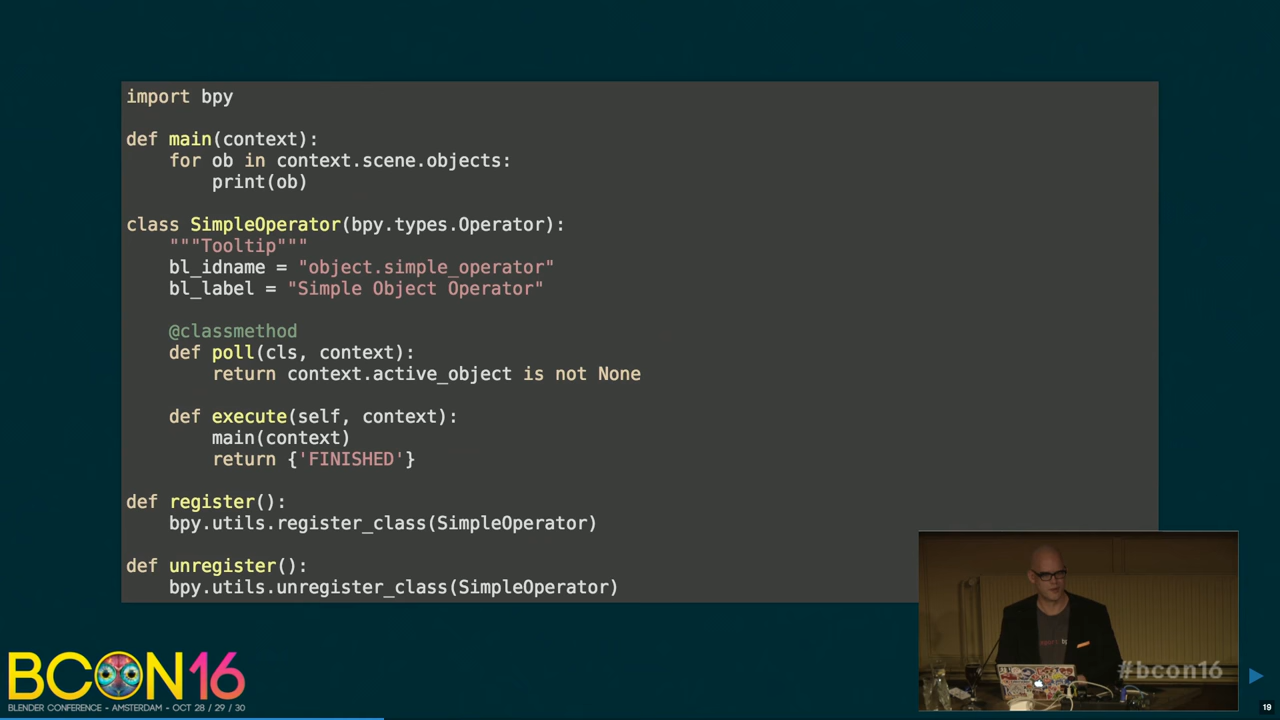 import bpy
def main(context):
    for ob in context.scene.objects:
        print(ob)
class SimpleOperator(bpy.types.Operator):
    """Tooltip"""
    bl_idname = "object.simple_operator"
    bl_label = "Simple Object Operator"
    @classmethod
    def poll(cls, context):
        return context.active_object is not None
    def execute(self, context):
        main(context)
        return {'FINISHED'}
def register():
    bpy.utils.register_class(SimpleOperator)
def unregister():
    bpy.utils.unregister_class(SimpleOperator)
BCON16
BLENDER CONFERENCE - AMSTERDAM - OCT 28 / 29 / 30
#bcon16
19